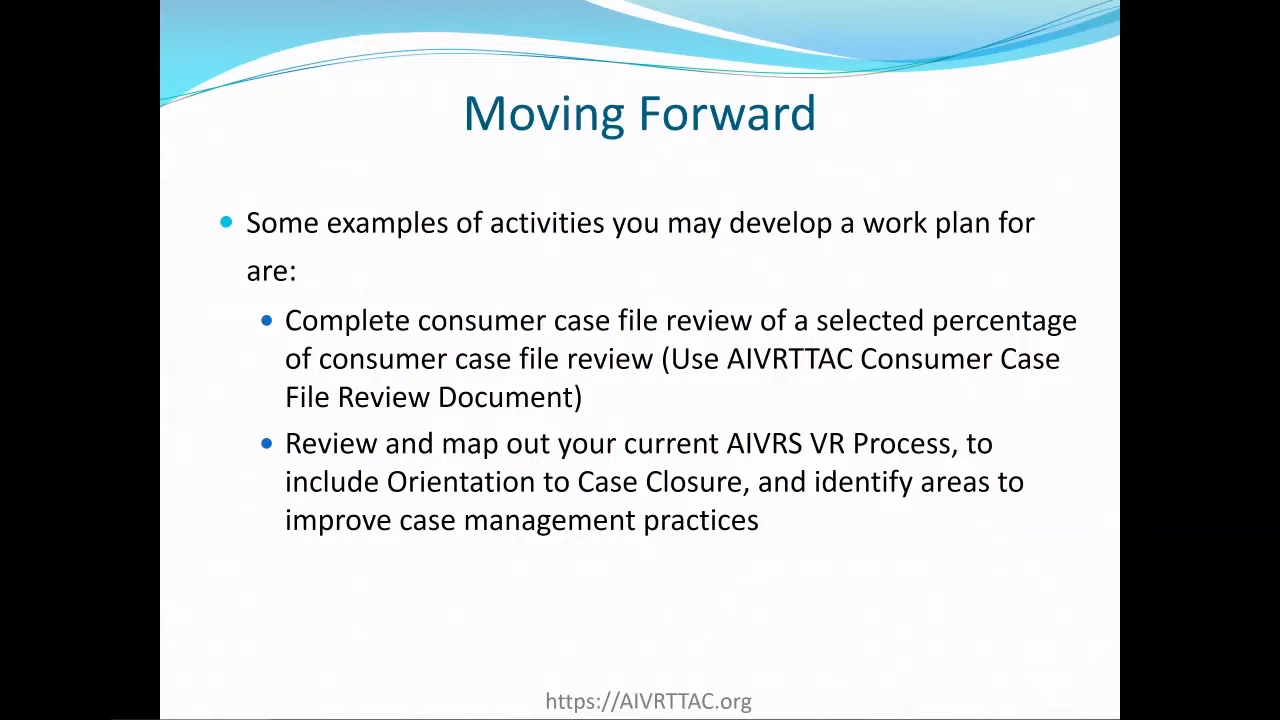 Moving Forward
Some examples of activities you may develop a work plan for
are:
Complete consumer case file review of a selected percentage
of consumer case file review (Use AIVRTTAC Consumer Case
File Review Document)
Review and map out your current AIVRS VR Process, to
include Orientation to Case Closure, and identify areas to
improve case management practices
https://AIVRTTAC.org